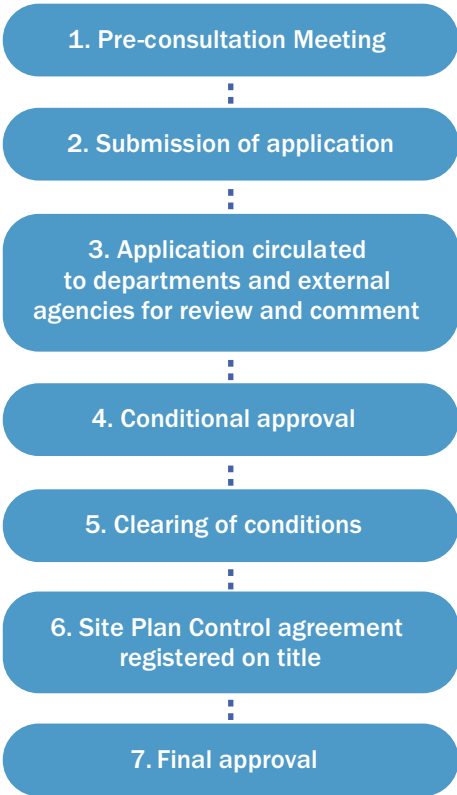 1. Pre-consultation Meeting
2. Submission of application
3. Application circulated
to departments and external
agencies for review and comment
4. Conditional approval
5. Clearing of conditions
6. Site Plan Control agreement
registered on title
7. Final approval